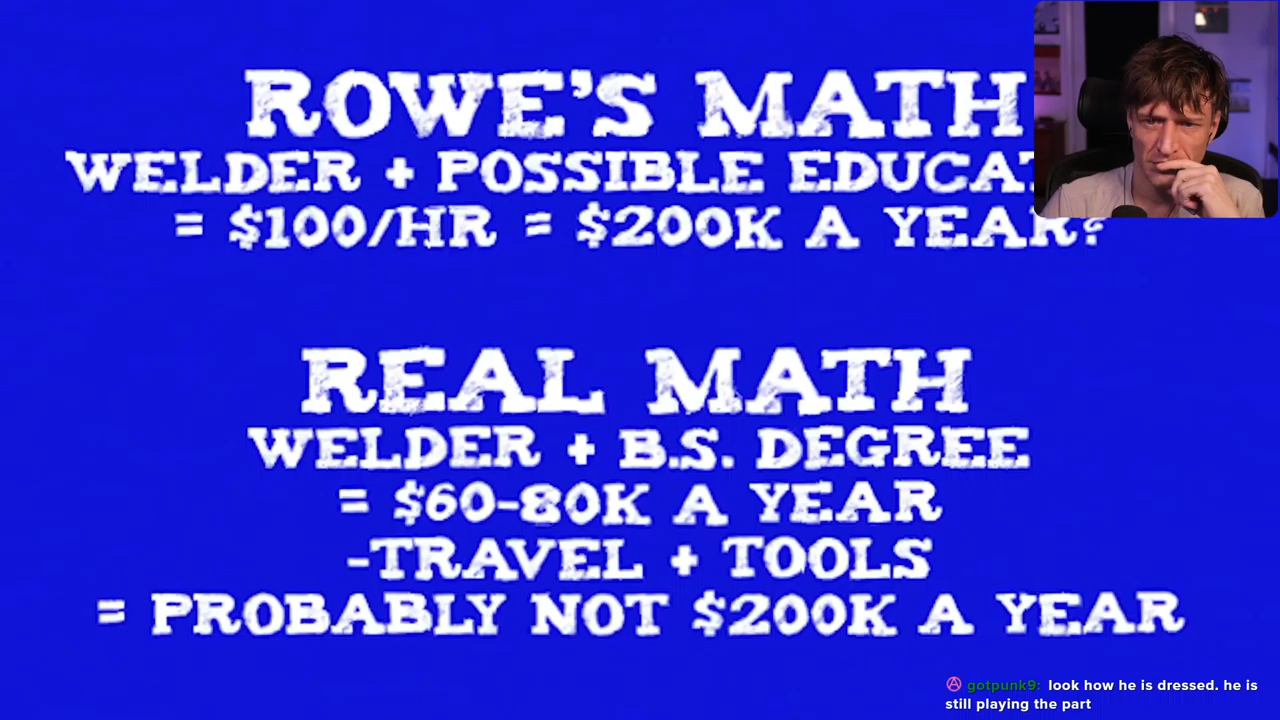 ROWE'S MATH
WELDER + POSSIBLE
= $100/HR = $200K A YEAR?
REAL MATH
WELDER + B.S. DEGREE
= $60-80K A YEAR
-TRAVEL + TOOLS
= PROBABLY NOT $200K A YEAR
gotpunk9: look how he is dressed. he is
still playing the part